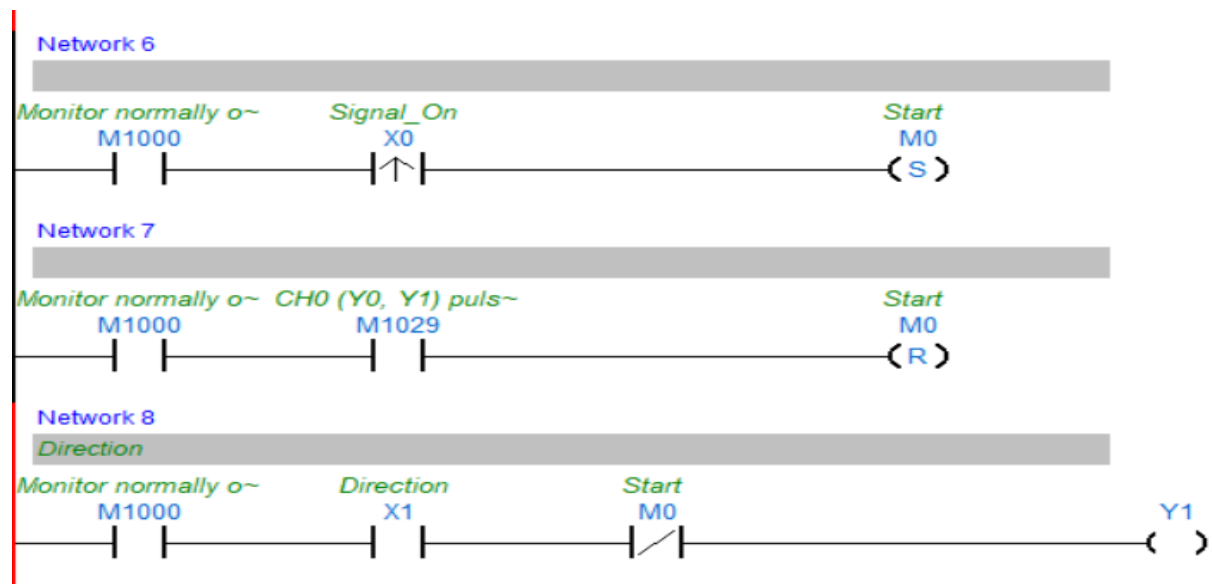 Network 6
Monitor normally o~ Signal_On Start
M1000 X0 M0
S
Network 7
Monitor normally o~ CH0 (Y0, Y1) puls~ Start
M1000 M1029 M0
R
Network 8
Direction
Monitor normally o~ Direction Start
M1000 X1 M0 Y1